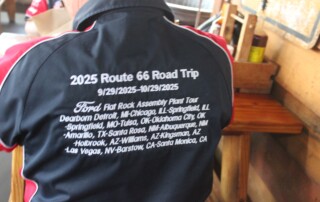 2025 Route 66 Road Trip
9/29/2025-10/29/2025
Ford Flat Rock Assembly Plant Tour
Dearborn Detroit, MI-Chicago, ILL-Springfield, ILL
-Springfield, MO-Tulsa, OK-Oklahoma City, OK
-Amarillo, TX-Santa Rosa, NM-Albuquerque, NM
-Holbrook, AZ-Williams, AZ-Kingman, AZ
-Las Vegas, NV-Barstow, CA-Santa Monica, CA